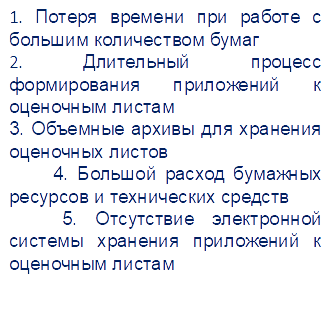 1. Потеря времени при работе с
большим количеством бумаг
2. Длительный процесс
формирования приложений к
оценочным листам
3. Объемные архивы для хранения
оценочных листов
4. Большой расход бумажных
ресурсов и технических средств
5. Отсутствие электронной
системы хранения приложений к
оценочным листам